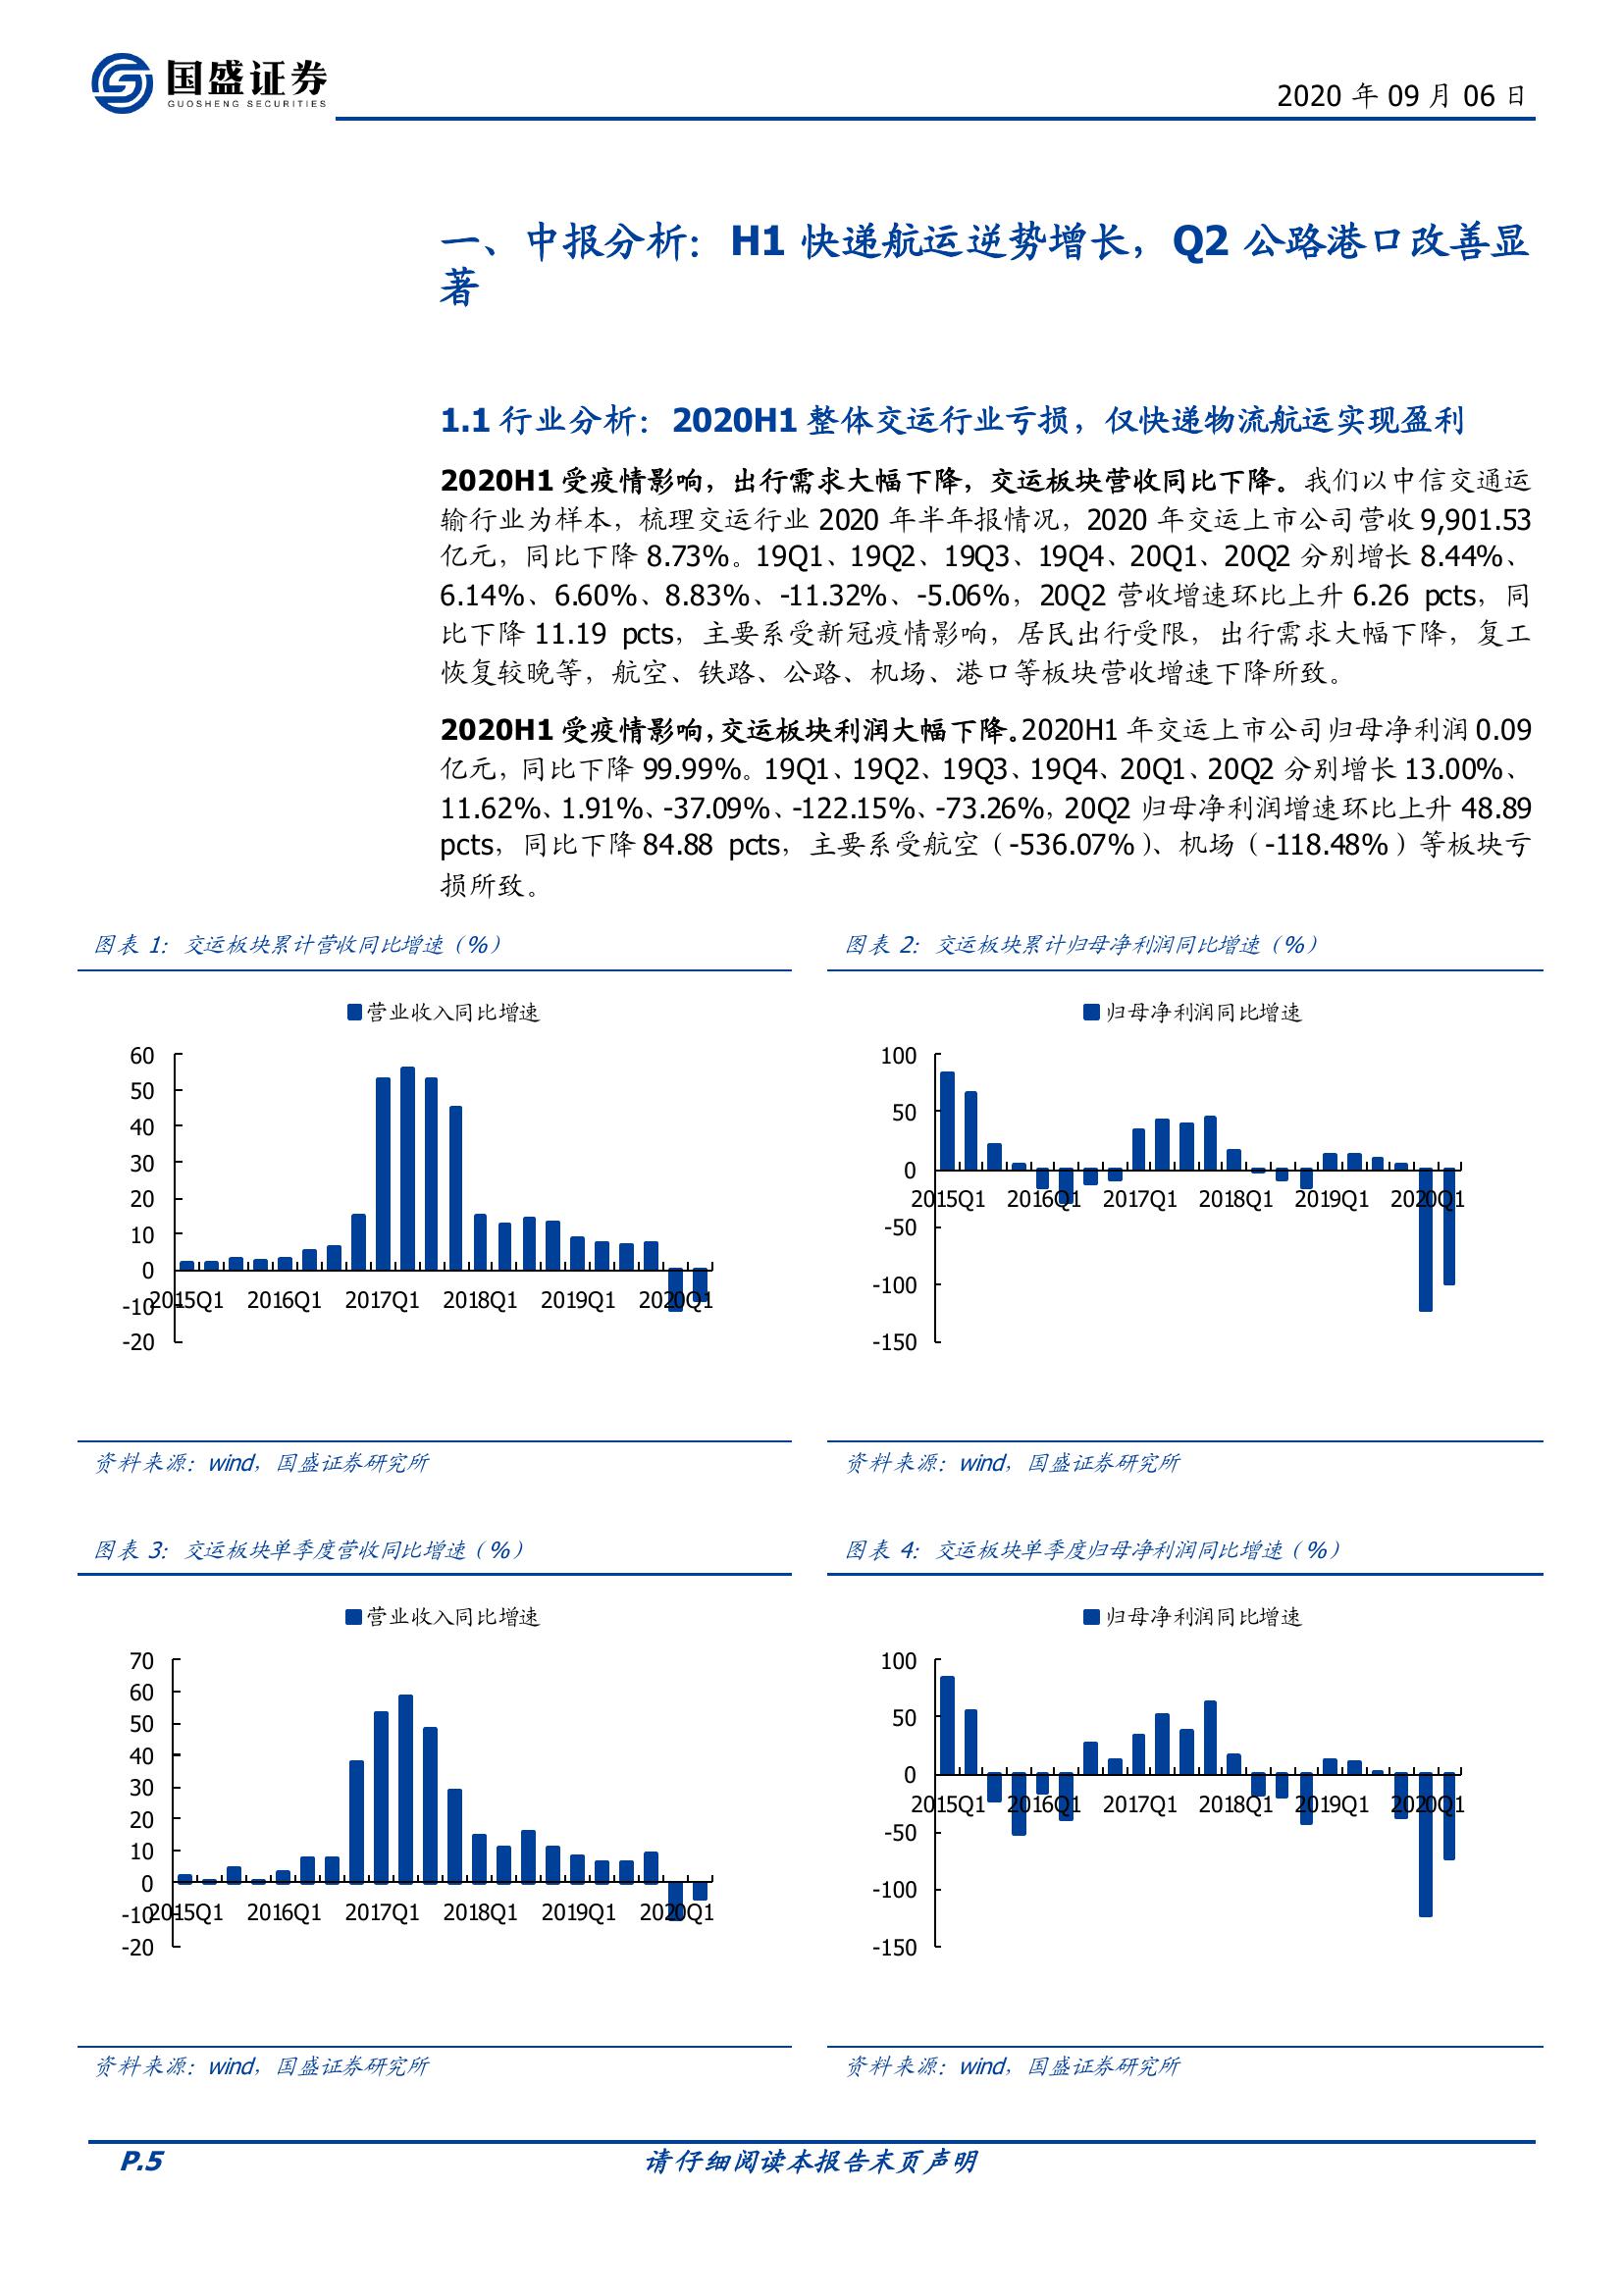 国盛证券
GUOSHENG SECURITIES
2020 年 09 月 06 日
一、中报分析：H1 快递航运逆势增长，Q2 公路港口改善显
著
1.1 行业分析：2020H1 整体交运行业亏损，仅快递物流航运实现盈利
2020H1 受疫情影响，出行需求大幅下降，交运板块营收同比下降。我们以中信交通运
输行业为样本，梳理交运行业 2020 年半年报情况，2020 年交运上市公司营收 9,901.53
亿元，同比下降 8.73%。19Q1、19Q2、19Q3、19Q4、20Q1、20Q2 分别增长 8.44%、
6.14%、6.60%、8.83%、-11.32%、-5.06%，20Q2 营收增速环比上升 6.26 pcts，同
比下降 11.19 pcts，主要系受新冠疫情影响，居民出行受限，出行需求大幅下降，复工
恢复较晚等，航空、铁路、公路、机场、港口等板块营收增速下降所致。
2020H1 受疫情影响，交运板块利润大幅下降。2020H1 年交运上市公司归母净利润 0.09
亿元，同比下降 99.99%。19Q1、19Q2、19Q3、19Q4、20Q1、20Q2 分别增长 13.00%、
11.62%、1.91%、-37.09%、-122.15%、-73.26%，20Q2 归母净利润增速环比上升 48.89
pcts，同比下降 84.88 pcts，主要系受航空（-536.07%）、机场（-118.48%）等板块亏
损所致。
图表 1：交运板块累计营收同比增速（%）
营业收入同比增速
60
50
40
30
20
10
0
-10
-20
2015Q1 2016Q1 2017Q1 2018Q1 2019Q1 2020Q1
资料来源：wind，国盛证券研究所
图表 2：交运板块累计归母净利润同比增速（%）
归母净利润同比增速
100
50
0
-50
-100
-150
2015Q1 2016Q1 2017Q1 2018Q1 2019Q1 2020Q1
资料来源：wind，国盛证券研究所
图表 3：交运板块单季度营收同比增速（%）
营业收入同比增速
70
60
50
40
30
20
10
0
-10
-20
2015Q1 2016Q1 2017Q1 2018Q1 2019Q1 2020Q1
资料来源：wind，国盛证券研究所
图表 4：交运板块单季度归母净利润同比增速（%）
归母净利润同比增速
100
50
0
-50
-100
-150
2015Q1 2016Q1 2017Q1 2018Q1 2019Q1 2020Q1
资料来源：wind，国盛证券研究所
P.5
请仔细阅读本报告末页声明